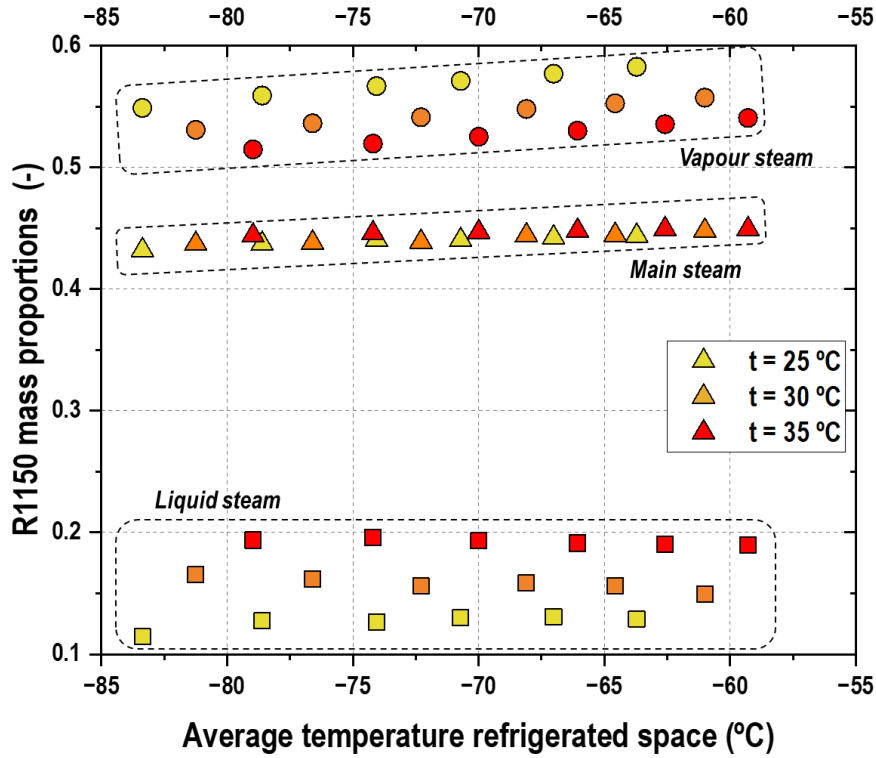 −85 −80 −75 −70 −65 −60 −55
0.6
0.5
0.4
0.3
0.2
0.1
R1150 mass proportions (-)
Vapour steam
Main steam
t = 25 ºC
t = 30 ºC
t = 35 ºC
Liquid steam
−85 −80 −75 −70 −65 −60 −55
Average temperature refrigerated space (ºC)